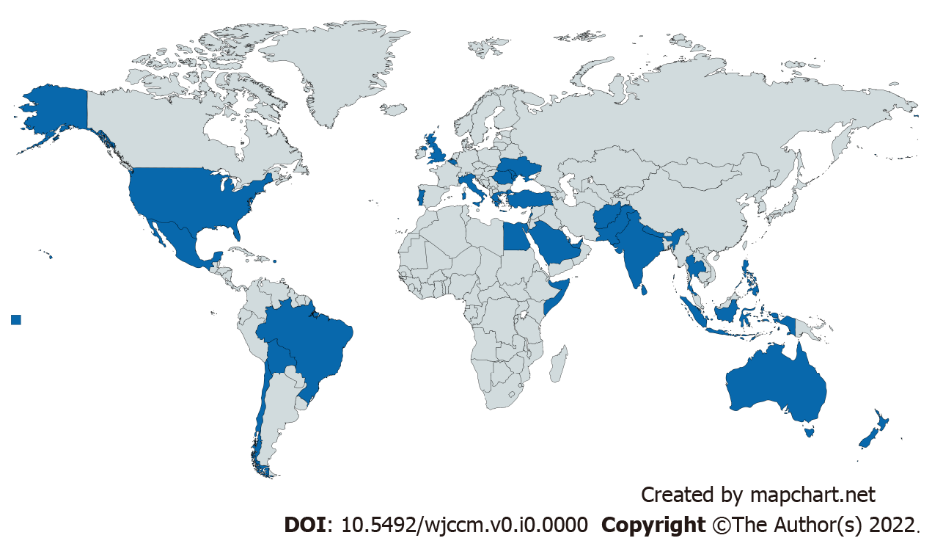 Created by mapchart.net
DOI: 10.5492/wjccm.v0.i0.0000 Copyright ©The Author(s) 2022.